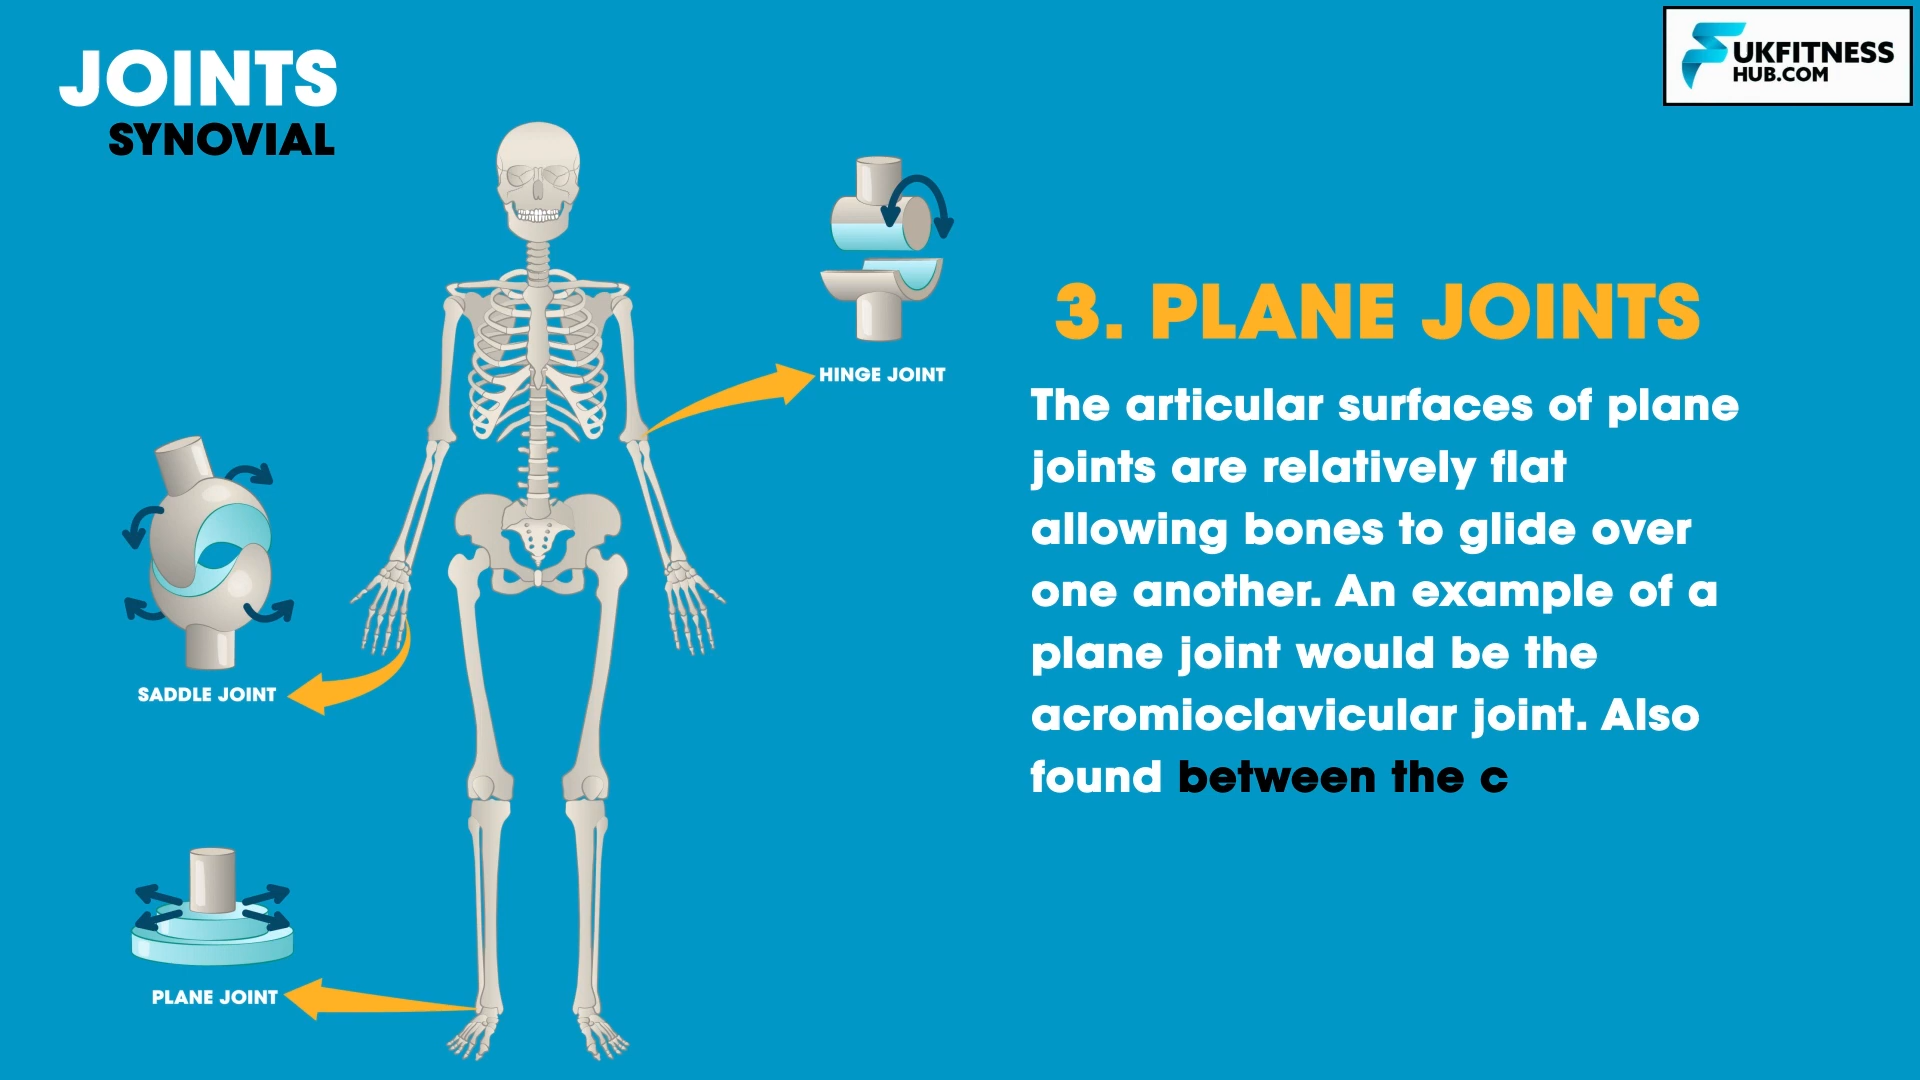 JOINTS
SYNOVIAL
UKFITNESS
HUB.COM
HINGE JOINT
3. PLANE JOINTS
The articular surfaces of plane
joints are relatively flat
allowing bones to glide over
one another. An example of a
plane joint would be the
acromioclavicular joint. Also
found between the c
SADDLE JOINT
PLANE JOINT